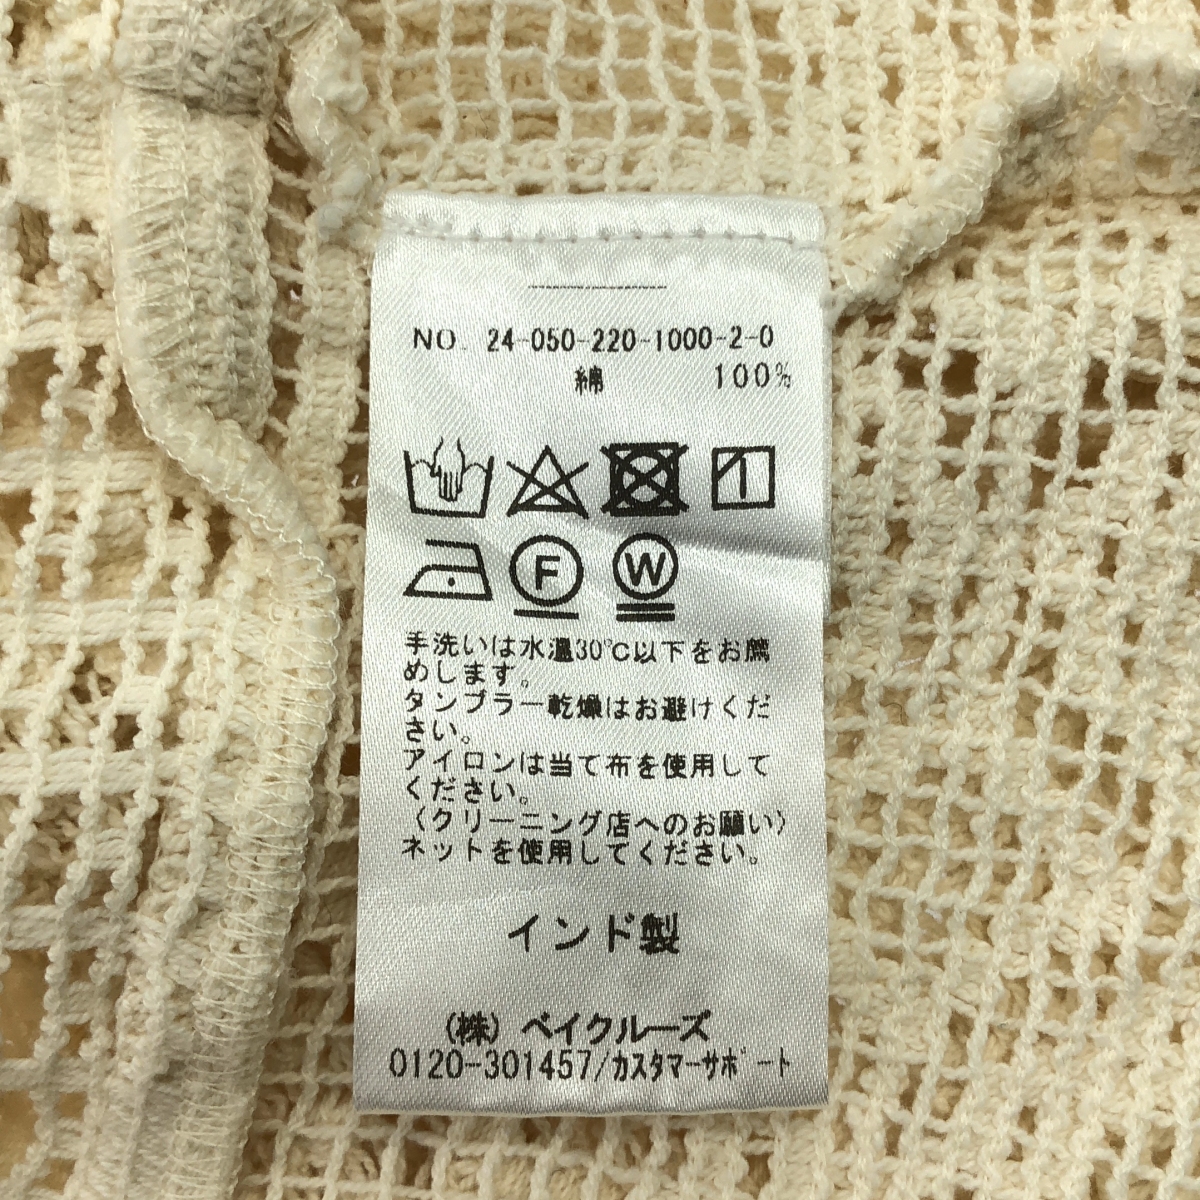 NO. 24-050-220-1000-2-0
綿 100%
F W
手洗いは水温30℃以下をお薦
めします。
タンブラー乾燥はお避けくだ
さい。
アイロンは当て布を使用して
ください。
〈クリーニング店へのお願い〉
ネットを使用してください。
インド製
(株) ベイクルーズ
0120-301457/カスタマーサポート